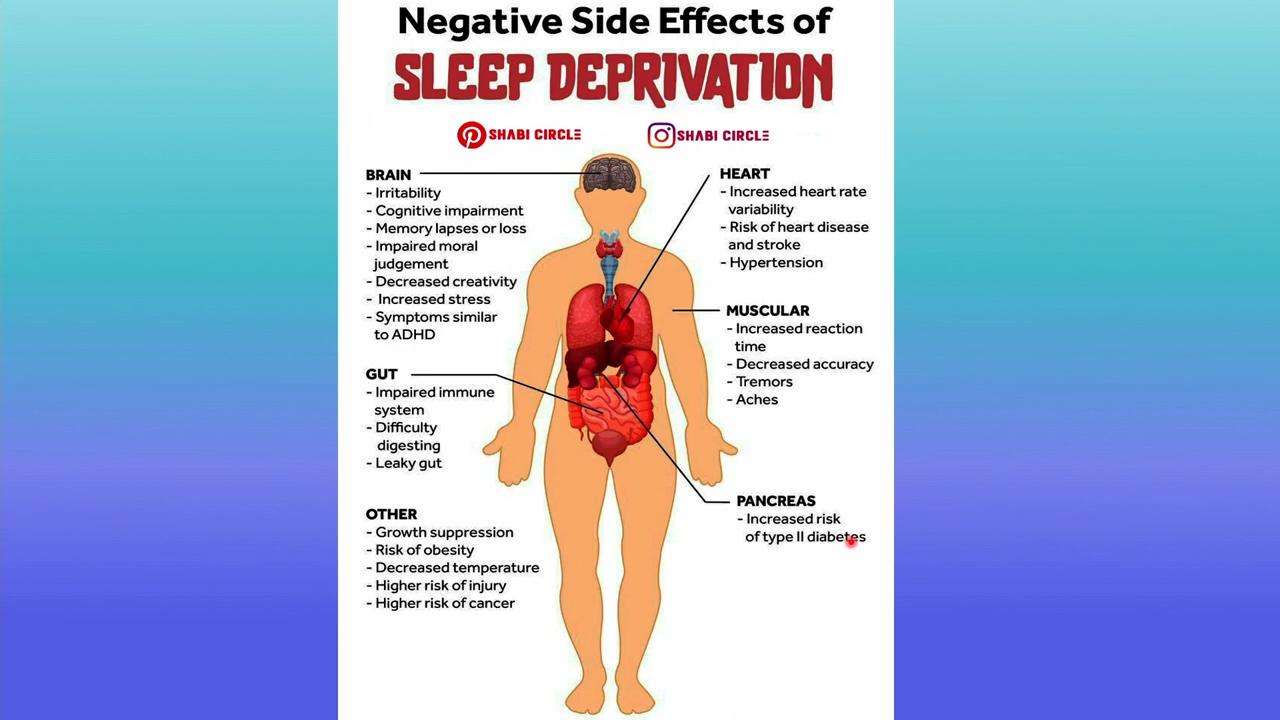 Negative Side Effects of
SLEEP DEPRIVATION
SHABI CIRCLE
SHABI CIRCLE
BRAIN
- Irritability
- Cognitive impairment
- Memory lapses or loss
- Impaired moral
judgement
- Decreased creativity
- Increased stress
- Symptoms similar
to ADHD
GUT
- Impaired immune
system
- Difficulty
digesting
- Leaky gut
OTHER
- Growth suppression
- Risk of obesity
- Decreased temperature
- Higher risk of injury
- Higher risk of cancer
HEART
- Increased heart rate
variability
- Risk of heart disease
and stroke
- Hypertension
MUSCULAR
- Increased reaction
time
- Decreased accuracy
- Tremors
- Aches
PANCREAS
- Increased risk
of type II diabetes